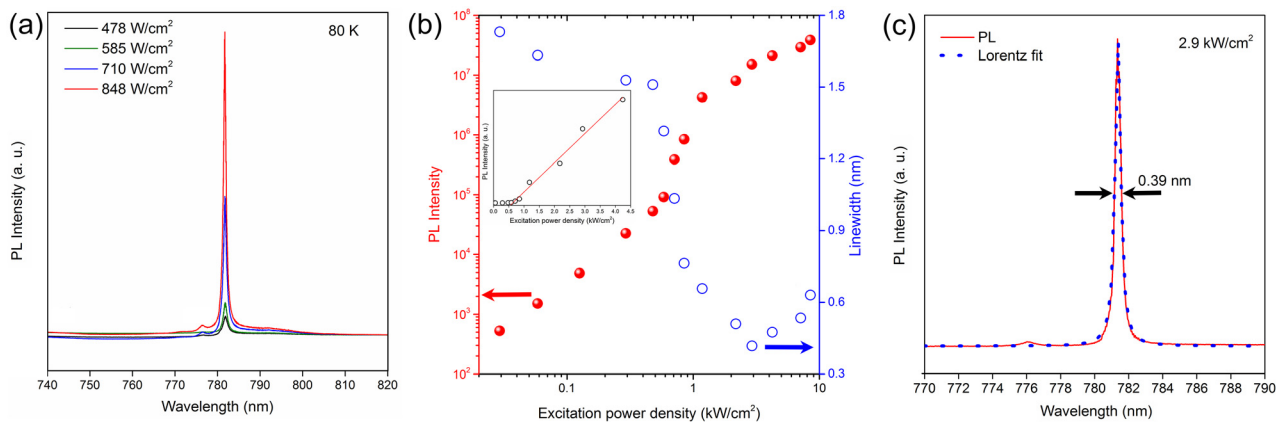 (a)
478 W/cm²
585 W/cm²
710 W/cm²
848 W/cm²
80 K
PL Intensity (a. u.)
740 750 760 770 780 790 800 810 820
Wavelength (nm)
(b)
10⁸
10⁷
10⁶
10⁵
10⁴
10³
10²
PL Intensity
0.1 1 10
Excitation power density (kW/cm²)
1.8
1.5
1.2
0.9
0.6
0.3
Linewidth (nm)
PL Intensity (a. u.)
0.0 0.5 1.0 1.5 2.0 2.5 3.0 3.5 4.0 4.5
Excitation power density (kW/cm²)
(c)
PL
Lorentz fit
2.9 kW/cm²
0.39 nm
PL Intensity (a. u.)
770 772 774 776 778 780 782 784 786 788 790
Wavelength (nm)